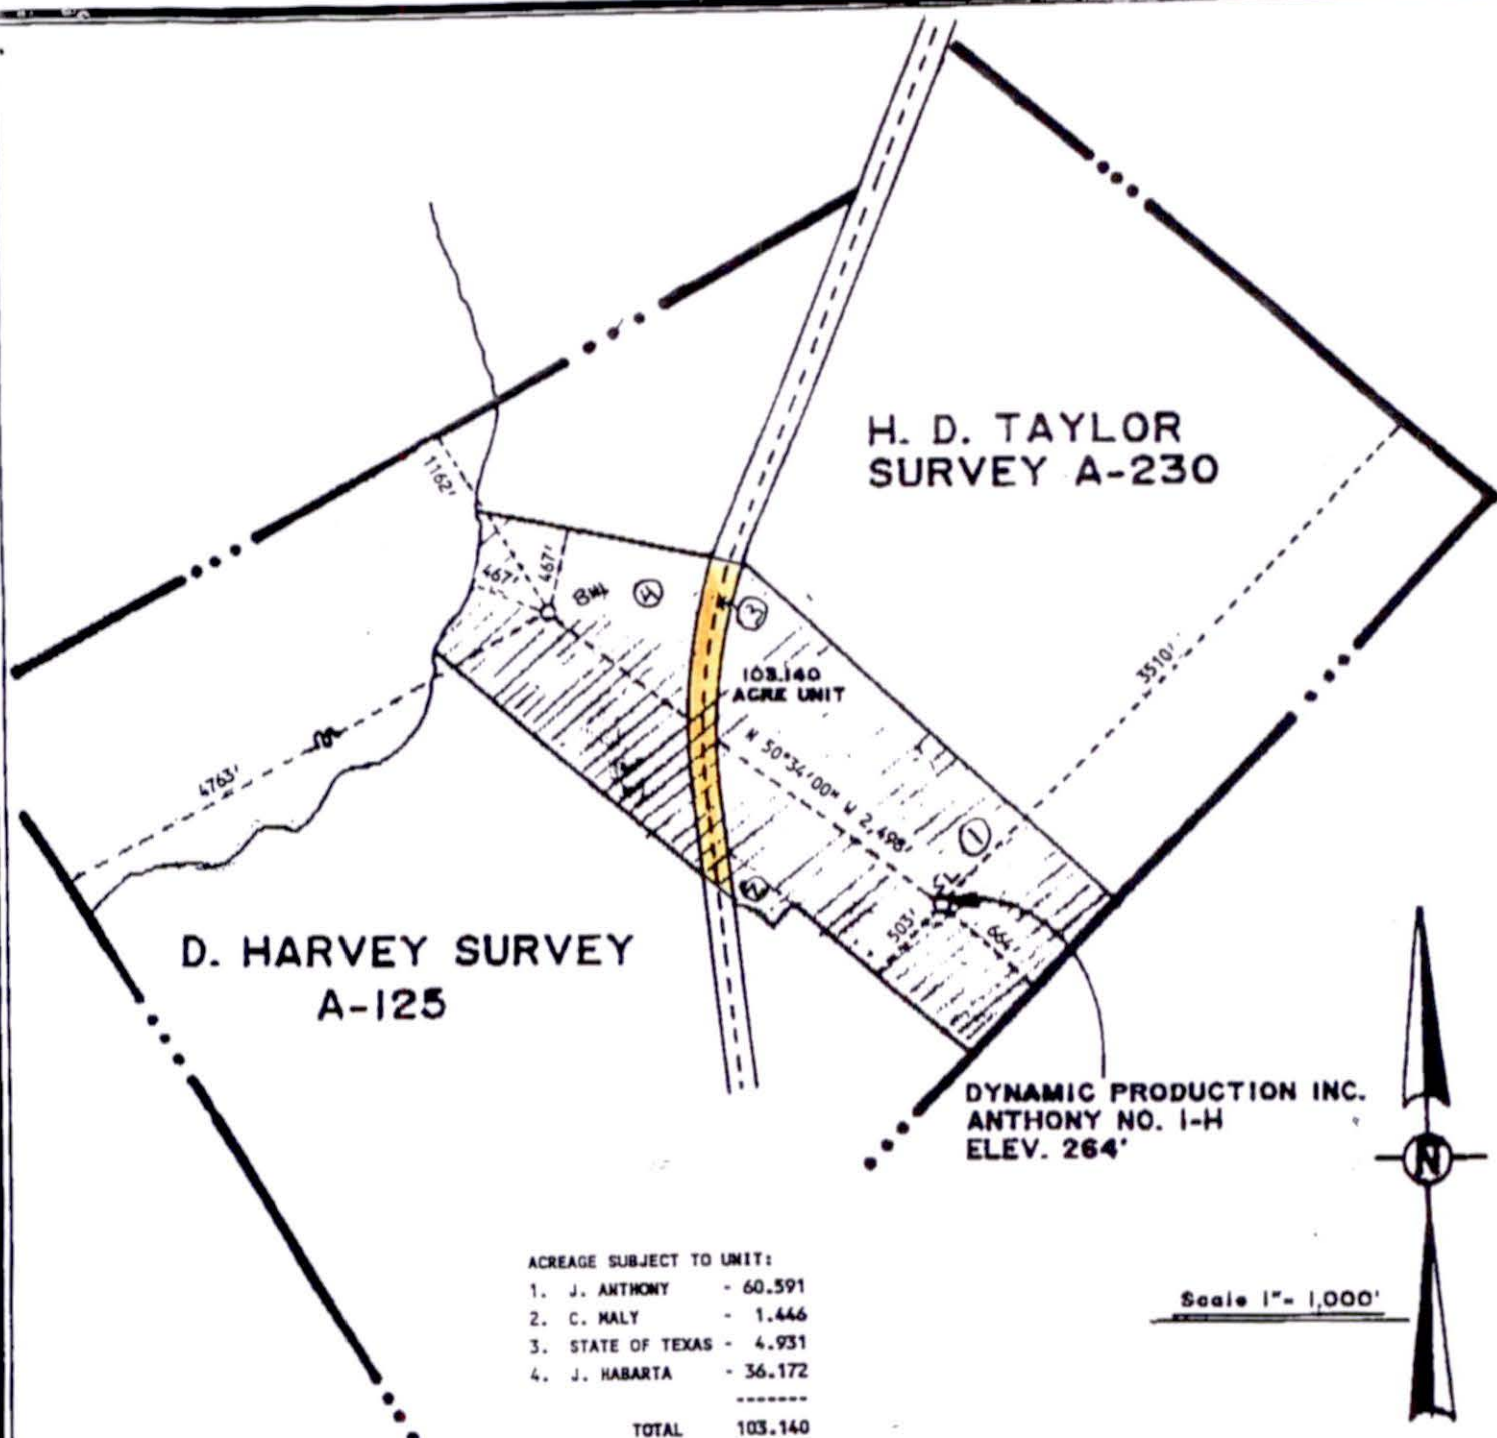 H. D. TAYLOR
SURVEY A-230
1162'
467'
467'
BHL
4
3
103.140
ACRE UNIT
3510'
4763'
N 50°34'00" W 2,498'
1
2
SL
503'
664'
D. HARVEY SURVEY
A-125
DYNAMIC PRODUCTION INC.
ANTHONY NO. 1-H
ELEV. 264'
N
ACREAGE SUBJECT TO UNIT:
1. J. ANTHONY - 60.591
2. C. MALY - 1.446
3. STATE OF TEXAS - 4.931
4. J. HABARTA - 36.172
-------
TOTAL 103.140
Scale 1"- 1,000'